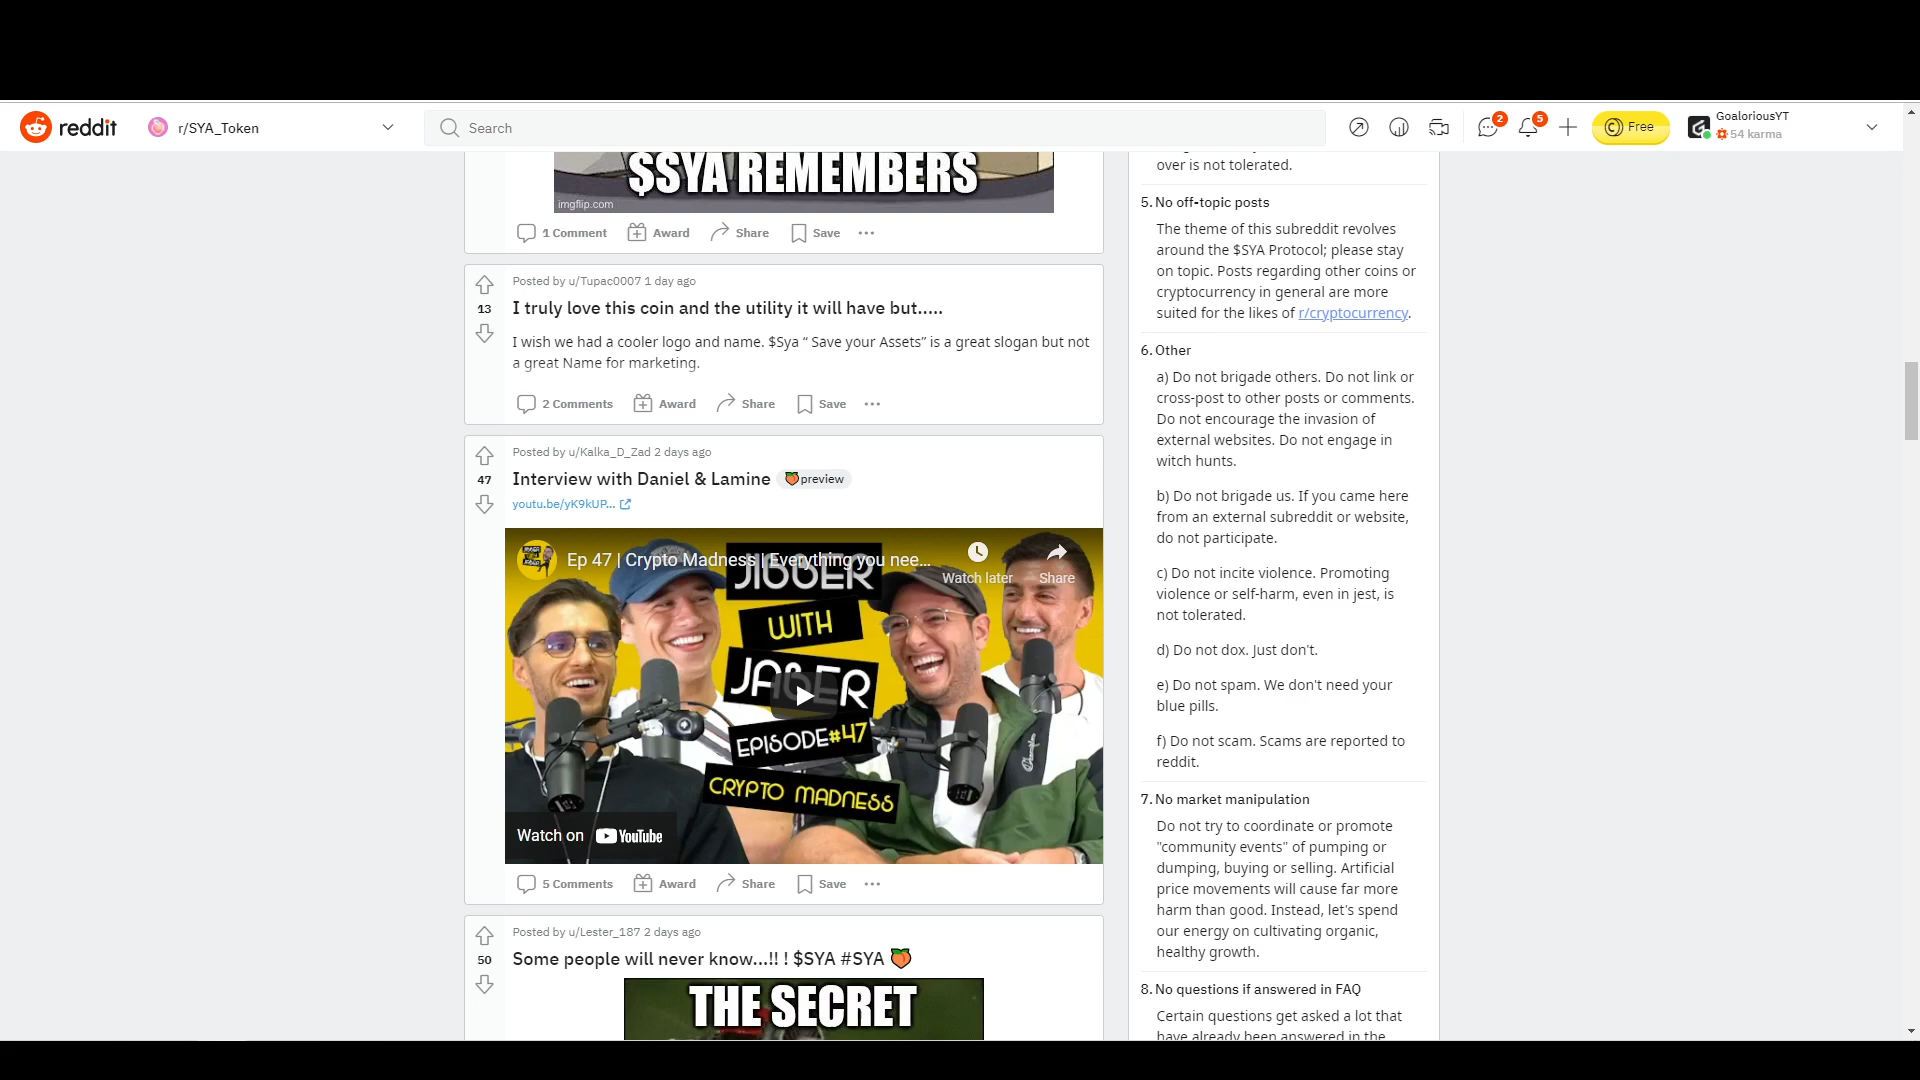 reddit
r/SYA_Token
Search
2
5
Free
GoaloriousYT
54 karma
$SYA REMEMBERS
imgflip.com
1 Comment Award Share Save
13
Posted by u/Tupac0007 1 day ago
I truly love this coin and the utility it will have but.....
I wish we had a cooler logo and name. $Sya “ Save your Assets” is a great slogan but not
a great Name for marketing.
2 Comments Award Share Save
47
Posted by u/Kalka_D_Zad 2 days ago
Interview with Daniel & Lamine preview
youtu.be/yK9kUP...
Ep 47 | Crypto Madness | Everything you nee...
Watch later Share
JIBBER
WITH
JABER
EPISODE#47
CRYPTO MADNESS
Watch on YouTube
5 Comments Award Share Save
50
Posted by u/Lester_187 2 days ago
Some people will never know...!! ! $SYA #SYA
THE SECRET
over is not tolerated.
5. No off-topic posts
The theme of this subreddit revolves
around the $SYA Protocol; please stay
on topic. Posts regarding other coins or
cryptocurrency in general are more
suited for the likes of r/cryptocurrency.
6. Other
a) Do not brigade others. Do not link or
cross-post to other posts or comments.
Do not encourage the invasion of
external websites. Do not engage in
witch hunts.
b) Do not brigade us. If you came here
from an external subreddit or website,
do not participate.
c) Do not incite violence. Promoting
violence or self-harm, even in jest, is
not tolerated.
d) Do not dox. Just don't.
e) Do not spam. We don't need your
blue pills.
f) Do not scam. Scams are reported to
reddit.
7. No market manipulation
Do not try to coordinate or promote
"community events" of pumping or
dumping, buying or selling. Artificial
price movements will cause far more
harm than good. Instead, let's spend
our energy on cultivating organic,
healthy growth.
8. No questions if answered in FAQ
Certain questions get asked a lot that
have already been answered in the